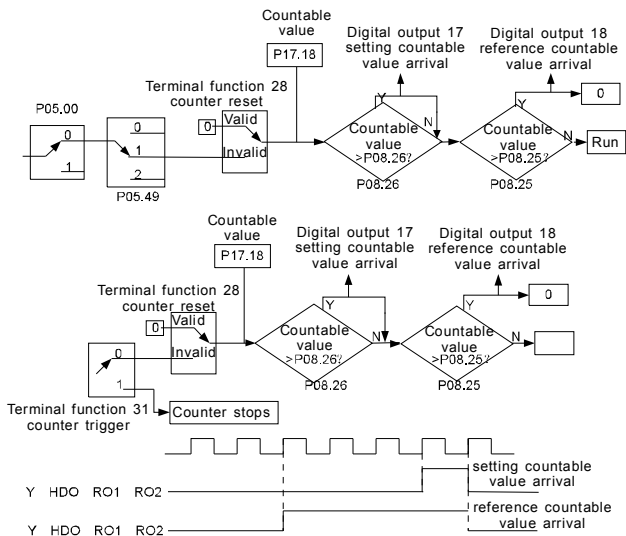 Countable
value
P17.18
Digital output 17
setting countable
value arrival
Digital output 18
reference countable
value arrival
Terminal function 28
counter reset
P05.00
0
1
0
1
2
P05.49
0
Valid
Invalid
Y
N
Countable
value
>P08.26?
P08.26
Y
N
Countable
value
>P08.25?
P08.25
0
Run
Countable
value
P17.18
Digital output 17
setting countable
value arrival
Digital output 18
reference countable
value arrival
Terminal function 28
counter reset
0
Valid
Invalid
Y
N
Countable
value
>P08.26?
P08.26
Y
N
Countable
value
>P08.25?
P08.25
0
0
1
Terminal function 31
counter trigger
Counter stops
Y HDO RO1 RO2
setting countable
value arrival
Y HDO RO1 RO2
reference countable
value arrival